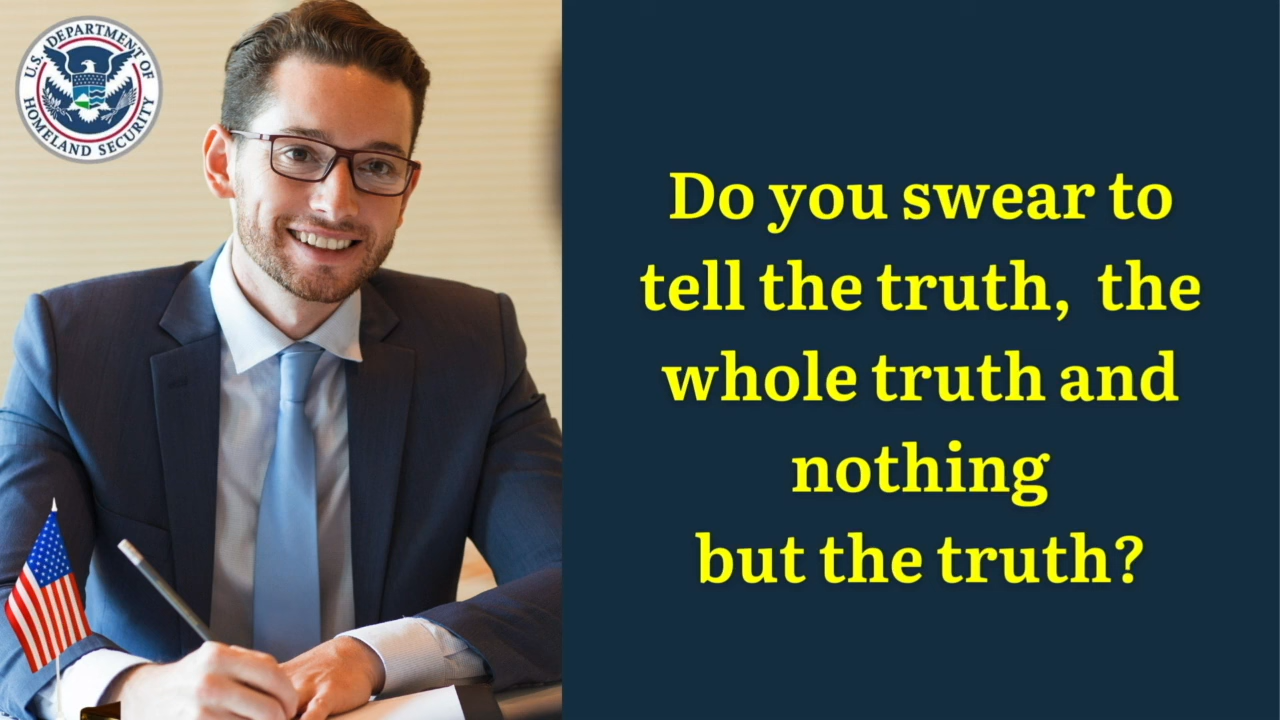 U.S. DEPARTMENT OF
HOMELAND SECURITY
Do you swear to
tell the truth,  the
whole truth and
nothing
but the truth?